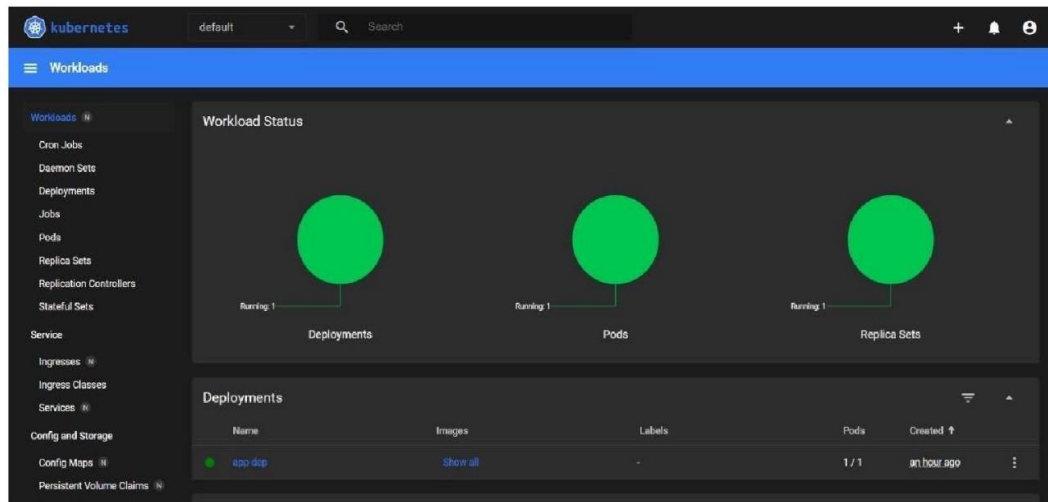 kubernetes default Search
Workloads
Workloads N
Cron Jobs
Daemon Sets
Deployments
Jobs
Pods
Replica Sets
Replication Controllers
Stateful Sets
Service
Ingresses N
Ingress Classes
Services N
Config and Storage
Config Maps N
Persistent Volume Claims N
Workload Status
Running: 1 Running: 1 Running: 1
Deployments Pods Replica Sets
Deployments
Name Images Labels Pods Created
app-dep Show all - 1 / 1 an hour ago